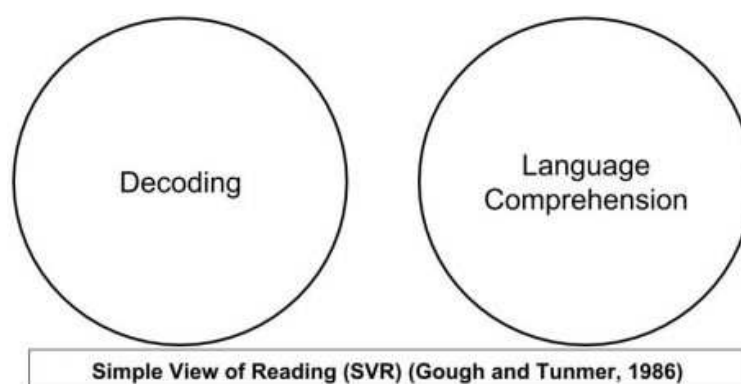 Decoding
Language
Comprehension
Simple View of Reading (SVR) (Gough and Tunmer, 1986)